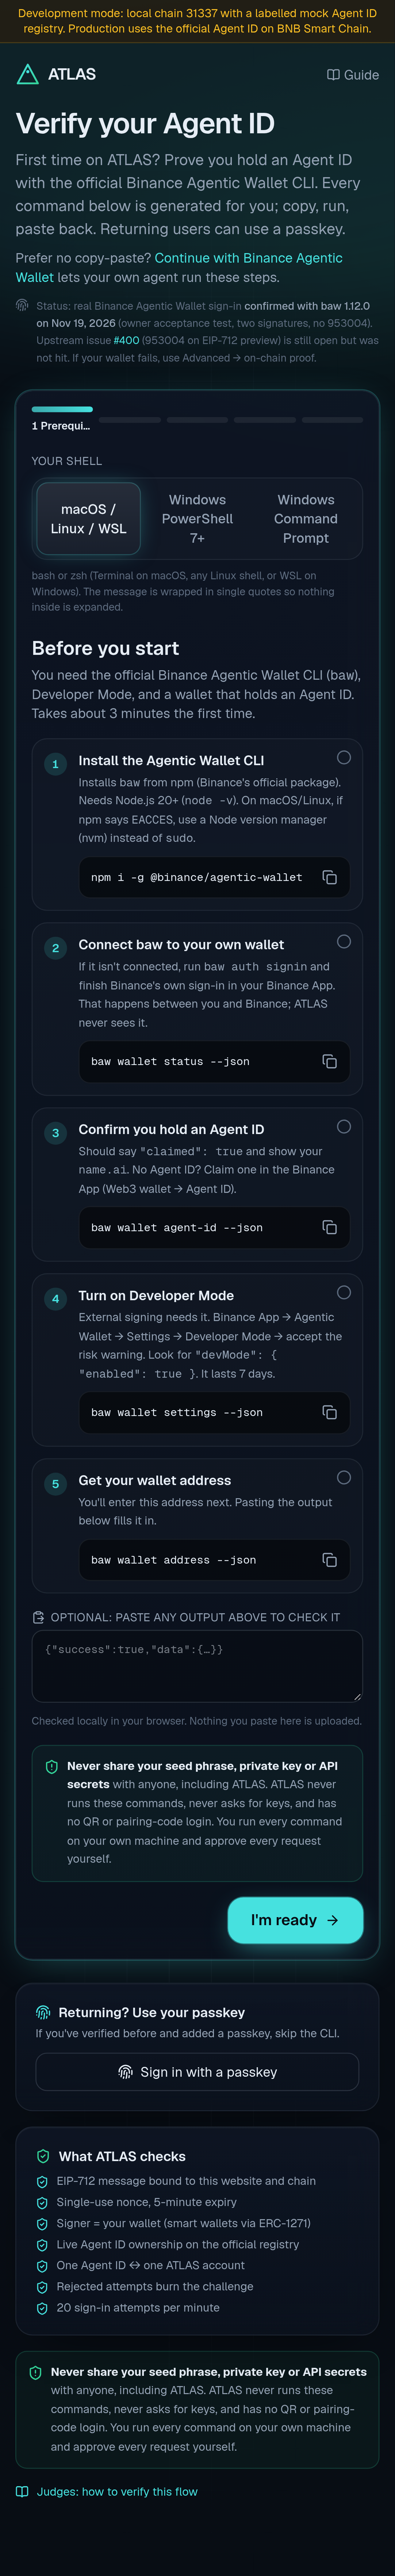 Development mode: local chain 31337 with a labelled mock Agent ID
registry. Production uses the official Agent ID on BNB Smart Chain.
ATLAS
Guide
Verify your Agent ID
First time on ATLAS? Prove you hold an Agent ID
with the official Binance Agentic Wallet CLI. Every
command below is generated for you; copy, run,
paste back. Returning users can use a passkey.
Prefer no copy-paste? Continue with Binance Agentic
Wallet lets your own agent run these steps.
Status: real Binance Agentic Wallet sign-in confirmed with baw 1.12.0
on Nov 19, 2026 (owner acceptance test, two signatures, no 953004).
Upstream issue #400 (953004 on EIP-712 preview) is still open but was
not hit. If your wallet fails, use Advanced → on-chain proof.
1 Prerequi...
YOUR SHELL
macOS /
Linux / WSL
Windows
PowerShell
7+
Windows
Command
Prompt
bash or zsh (Terminal on macOS, any Linux shell, or WSL on
Windows). The message is wrapped in single quotes so nothing
inside is expanded.
Before you start
You need the official Binance Agentic Wallet CLI (baw),
Developer Mode, and a wallet that holds an Agent ID.
Takes about 3 minutes the first time.
1
Install the Agentic Wallet CLI
Installs baw from npm (Binance's official package).
Needs Node.js 20+ (node -v). On macOS/Linux, if
npm says EACCES, use a Node version manager
(nvm) instead of sudo.
npm i -g @binance/agentic-wallet
2
Connect baw to your own wallet
If it isn't connected, run baw auth signin and
finish Binance's own sign-in in your Binance App.
That happens between you and Binance; ATLAS
never sees it.
baw wallet status --json
3
Confirm you hold an Agent ID
Should say "claimed": true and show your
name.ai. No Agent ID? Claim one in the Binance
App (Web3 wallet → Agent ID).
baw wallet agent-id --json
4
Turn on Developer Mode
External signing needs it. Binance App → Agentic
Wallet → Settings → Developer Mode → accept the
risk warning. Look for "devMode": {
"enabled": true }. It lasts 7 days.
baw wallet settings --json
5
Get your wallet address
You'll enter this address next. Pasting the output
below fills it in.
baw wallet address --json
OPTIONAL: PASTE ANY OUTPUT ABOVE TO CHECK IT
{"success":true,"data":{…}}
Checked locally in your browser. Nothing you paste here is uploaded.
Never share your seed phrase, private key or API
secrets with anyone, including ATLAS. ATLAS never
runs these commands, never asks for keys, and has
no QR or pairing-code login. You run every command
on your own machine and approve every request
yourself.
I'm ready →
Returning? Use your passkey
If you've verified before and added a passkey, skip the CLI.
Sign in with a passkey
What ATLAS checks
EIP-712 message bound to this website and chain
Single-use nonce, 5-minute expiry
Signer = your wallet (smart wallets via ERC-1271)
Live Agent ID ownership on the official registry
One Agent ID ↔ one ATLAS account
Rejected attempts burn the challenge
20 sign-in attempts per minute
Never share your seed phrase, private key or API secrets
with anyone, including ATLAS. ATLAS never runs these
commands, never asks for keys, and has no QR or pairing-
code login. You run every command on your own machine
and approve every request yourself.
Judges: how to verify this flow